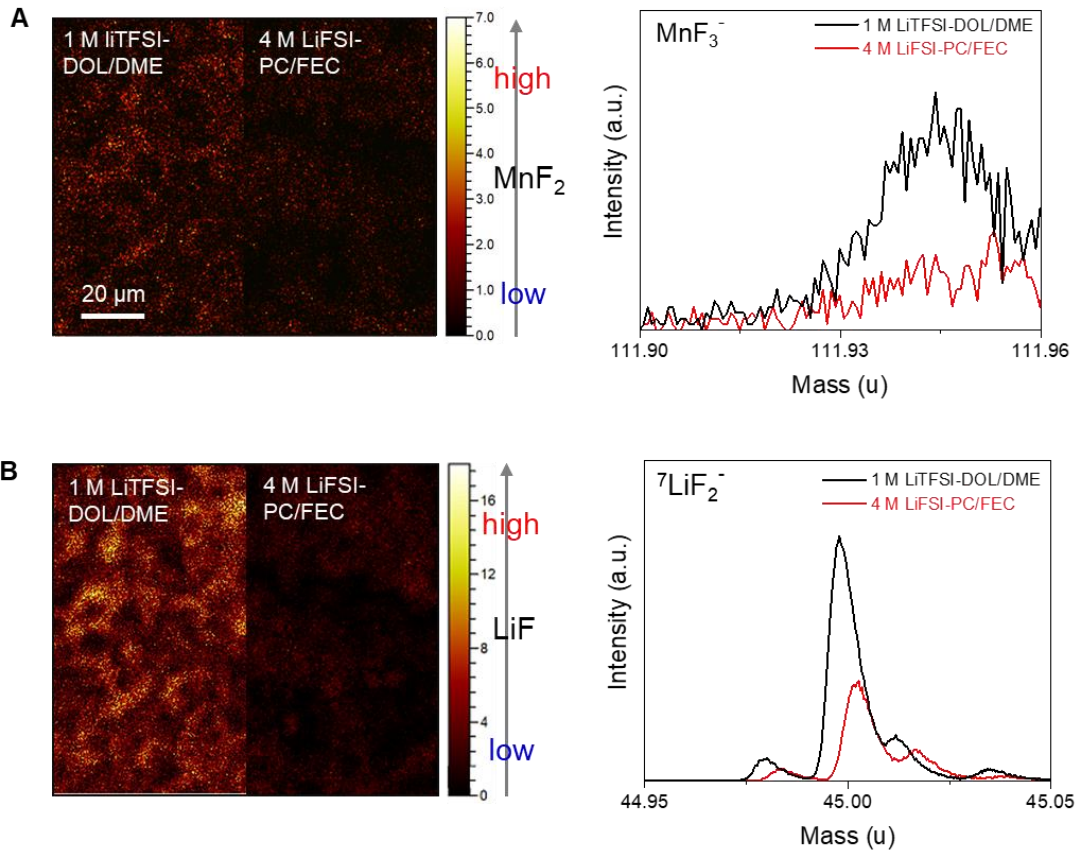 A
1 M liTFSI-
DOL/DME
4 M LiFSI-
PC/FEC
20 µm
7.0
6.0
5.0
4.0
3.0
2.0
1.0
0.0
high
MnF2
low
MnF3-
1 M LiTFSI-DOL/DME
4 M LiFSI-PC/FEC
Intensity (a.u.)
111.90
111.93
111.96
Mass (u)
B
1 M LiTFSI-
DOL/DME
4 M LiFSI-
PC/FEC
16
12
8
4
0
high
LiF
low
7LiF2-
1 M LiTFSI-DOL/DME
4 M LiFSI-PC/FEC
Intensity (a.u.)
44.95
45.00
45.05
Mass (u)